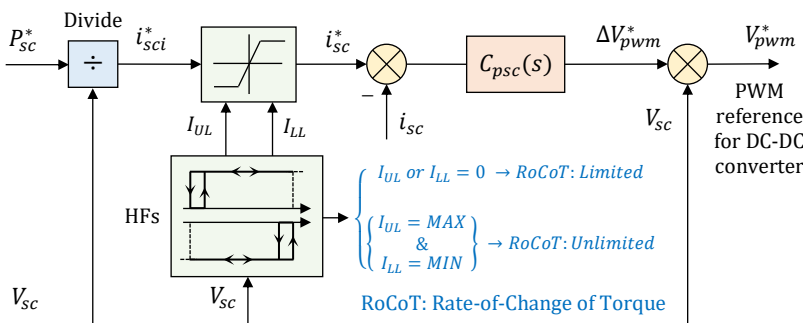 Divide
P*sc
i*sci
i*sc
ΔV*pwm
V*pwm
÷
Cpsc(s)
−
isc
Vsc
PWM
reference
for DC-DC
converter
IUL
ILL
HFs
IUL or ILL = 0 → RoCoT: Limited
IUL = MAX
&
ILL = MIN
→ RoCoT: Unlimited
Vsc
Vsc
RoCoT: Rate-of-Change of Torque